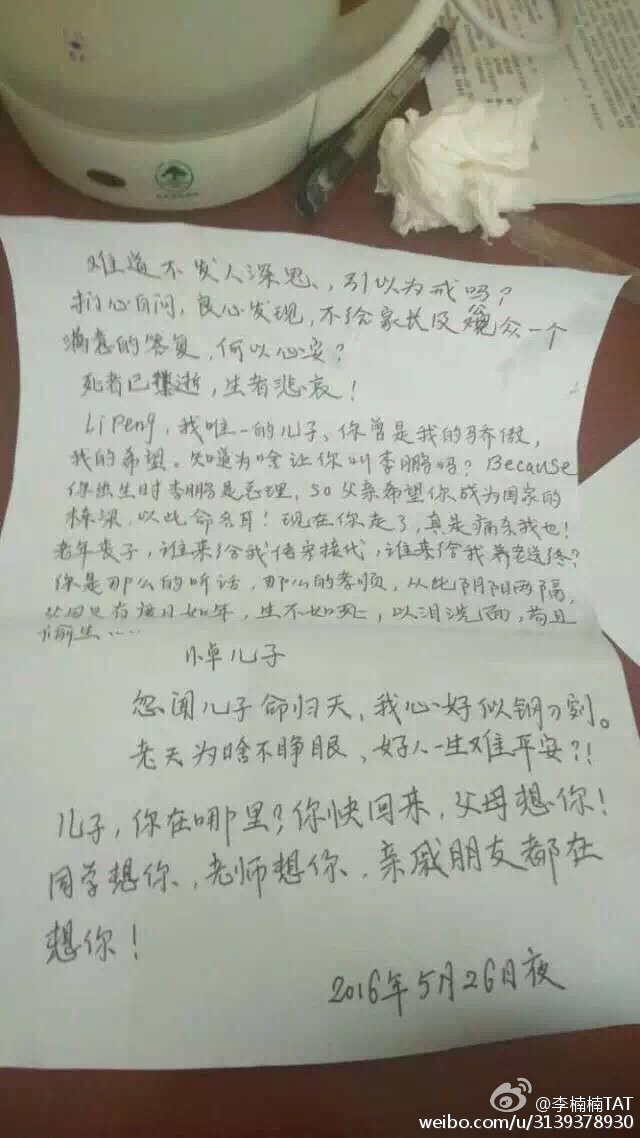 难道不发人深思、引以为戒吗？
扪心自问，良心发现，不给家长及 众一个
满意的答复，何以心安？
死者已 逝，生者悲哀！
Li Peng，我唯一的儿子、你曾是我的骄傲，
我的希望。知道为啥让你叫李鹏吗？Because
你出生时李鹏是总理，so父亲希望你成为国家的
栋梁，以此命名耳！现在你走了，真是痛杀我也！
老年丧子，谁来给我传宗接代，谁来给我养老送终？
你是那么的听话，那么的孝顺，从此阴阳两隔，
父母只有度日如年，生不如死，以泪洗面，苟且
偷生……
悼儿子
忽闻儿子命归天，我心好似钢刀刻。
老天为啥不睁眼、好人一生难平安？！
儿子，你在哪里？你快回来，父母想你！
同学想你、老师想你、亲戚朋友都在
想你！
2016年5月26日夜
@李楠楠TAT
weibo.com/u/3139378930